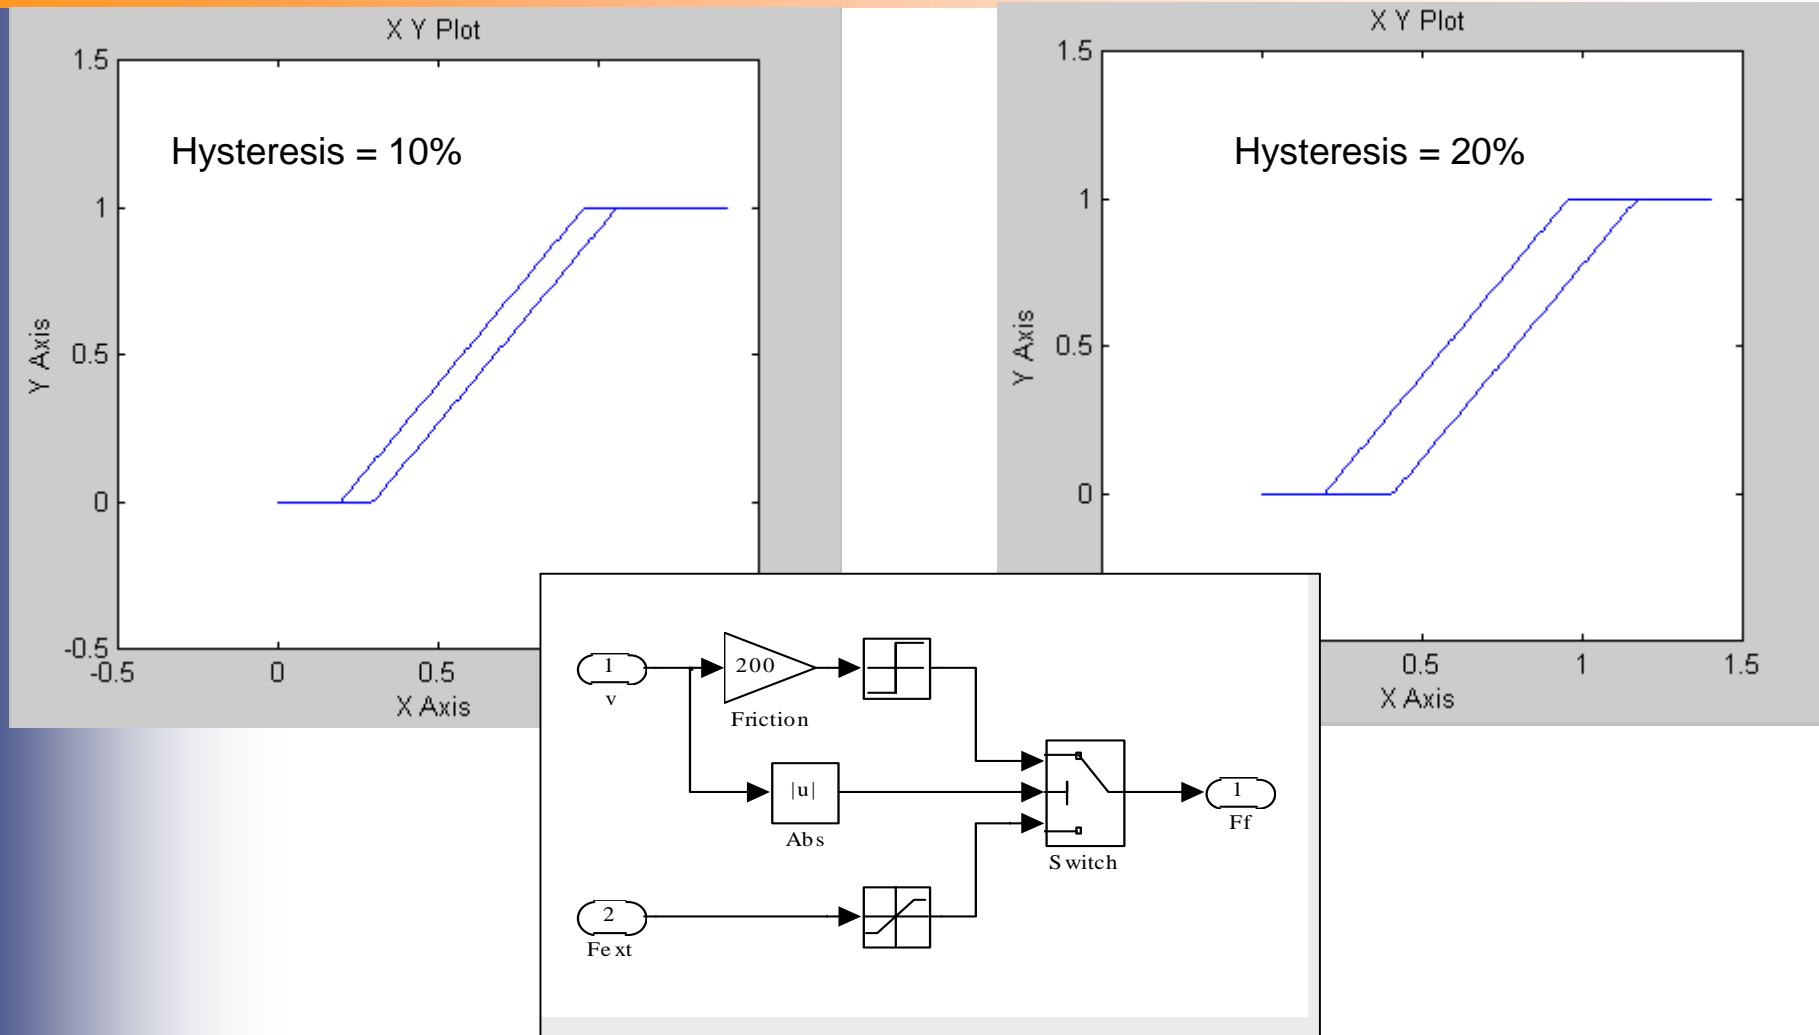 X Y Plot
1.5
Hysteresis = 10%
1
Y Axis
0.5
0
-0.5
-0.5 0 0.5
X Axis
X Y Plot
1.5
Hysteresis = 20%
1
Y Axis
0.5
0
0.5 1 1.5
X Axis
1
v
200
Friction
|u|
Abs
2
Fext
Switch
1
Ff